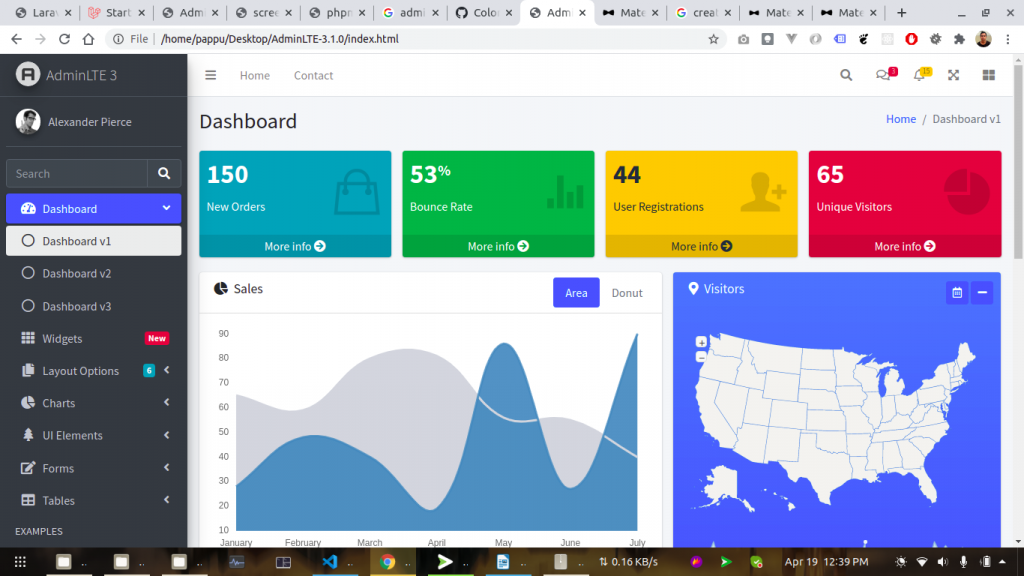 Larav
Start
Admi
scree
phpm
admi
Colo
Admi
Mate
creat
Mate
Mate
File
/home/pappu/Desktop/AdminLTE-3.1.0/index.html
AdminLTE 3
Home
Contact
3
15
Alexander Pierce
Dashboard
Home / Dashboard v1
Search
Dashboard
Dashboard v1
Dashboard v2
Dashboard v3
Widgets
New
Layout Options
6
Charts
UI Elements
Forms
Tables
EXAMPLES
150
New Orders
More info
53%
Bounce Rate
More info
44
User Registrations
More info
65
Unique Visitors
More info
Sales
Area
Donut
90
80
70
60
50
40
30
20
10
January
February
March
April
May
June
July
Visitors
+
−
0.16 KB/s
Apr 19 12:39 PM